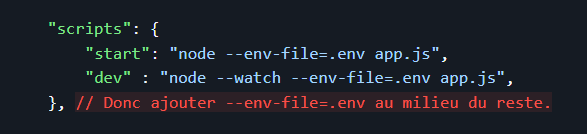 "scripts": {
"start": "node --env-file=.env app.js",
"dev" : "node --watch --env-file=.env app.js",
}, // Donc ajouter --env-file=.env au milieu du reste.